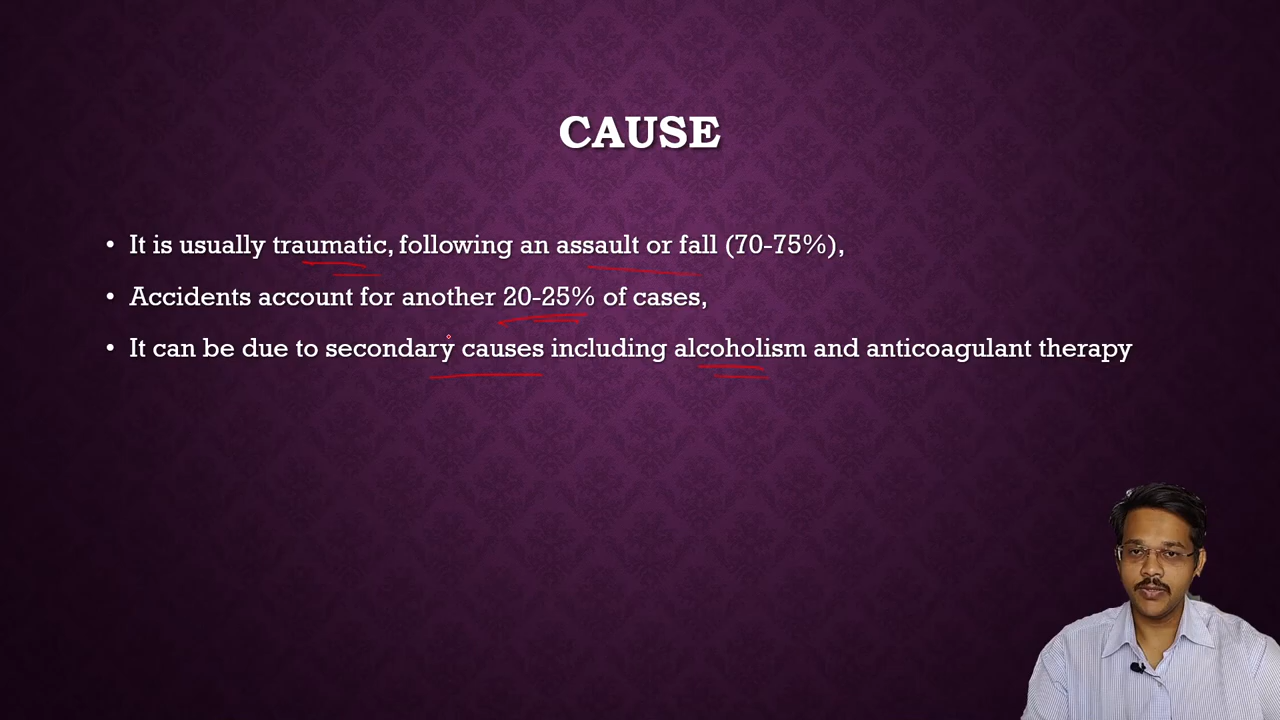 CAUSE
• It is usually traumatic, following an assault or fall (70-75%),
• Accidents account for another 20-25% of cases,
• It can be due to secondary causes including alcoholism and anticoagulant therapy